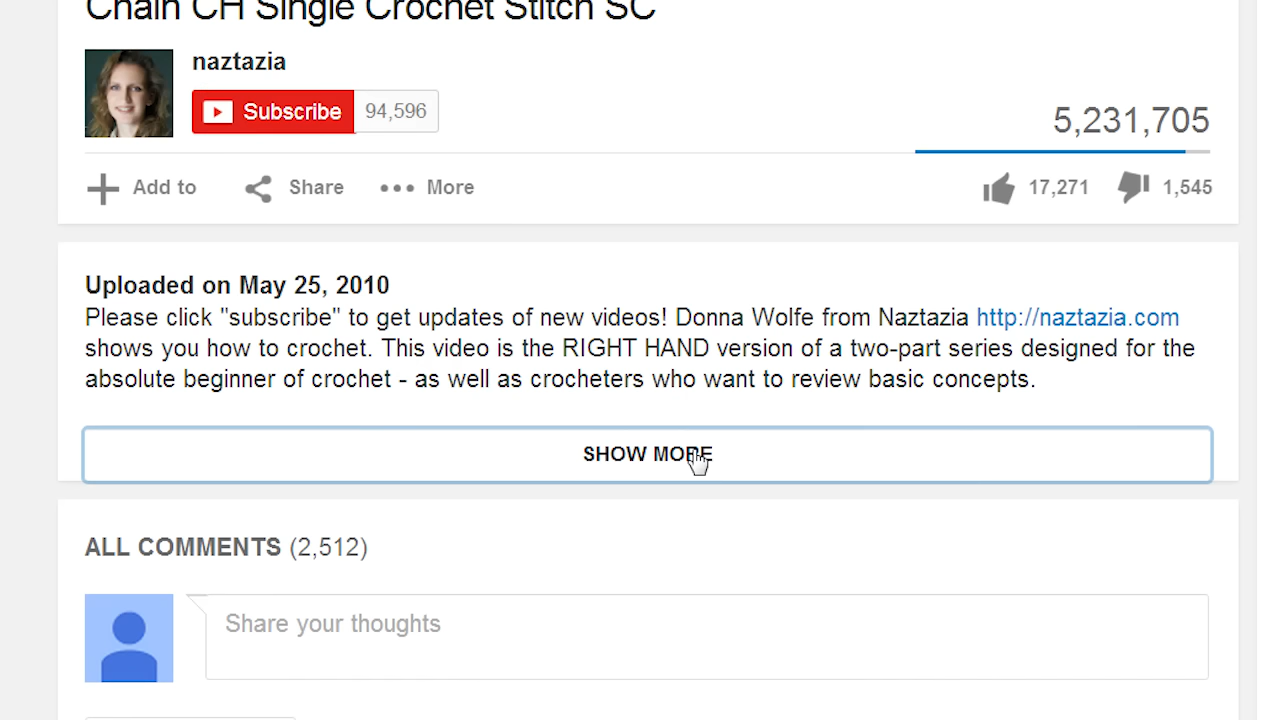 Chain CH Single Crochet Stitch SC
naztazia
Subscribe 94,596
5,231,705
Add to Share More 17,271 1,545
Uploaded on May 25, 2010
Please click "subscribe" to get updates of new videos! Donna Wolfe from Naztazia http://naztazia.com
shows you how to crochet. This video is the RIGHT HAND version of a two-part series designed for the
absolute beginner of crochet - as well as crocheters who want to review basic concepts.
SHOW MORE
ALL COMMENTS (2,512)
Share your thoughts